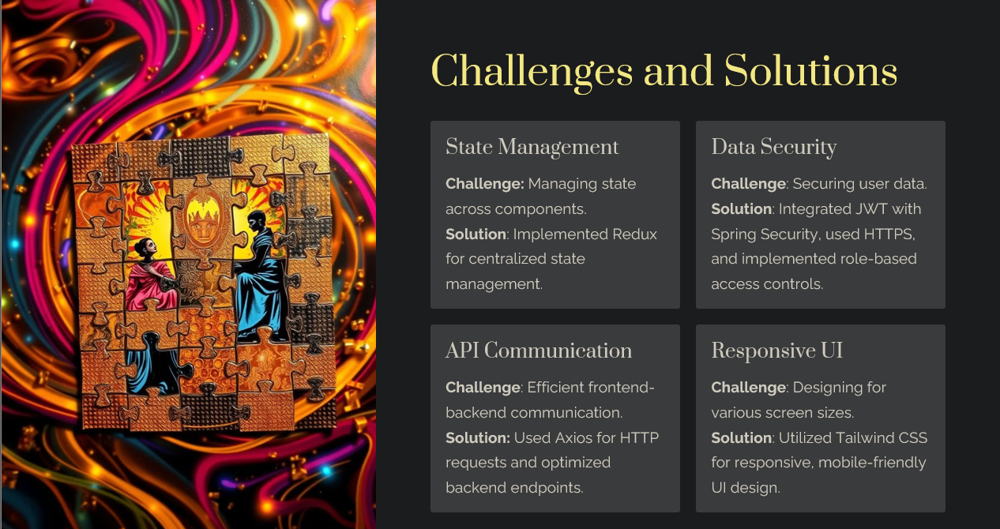 Challenges and Solutions
State Management
Challenge: Managing state
across components.
Solution: Implemented Redux
for centralized state
management.
Data Security
Challenge: Securing user data.
Solution: Integrated JWT with
Spring Security, used HTTPS,
and implemented role-based
access controls.
API Communication
Challenge: Efficient frontend-
backend communication.
Solution: Used Axios for HTTP
requests and optimized
backend endpoints.
Responsive UI
Challenge: Designing for
various screen sizes.
Solution: Utilized Tailwind CSS
for responsive, mobile-friendly
UI design.